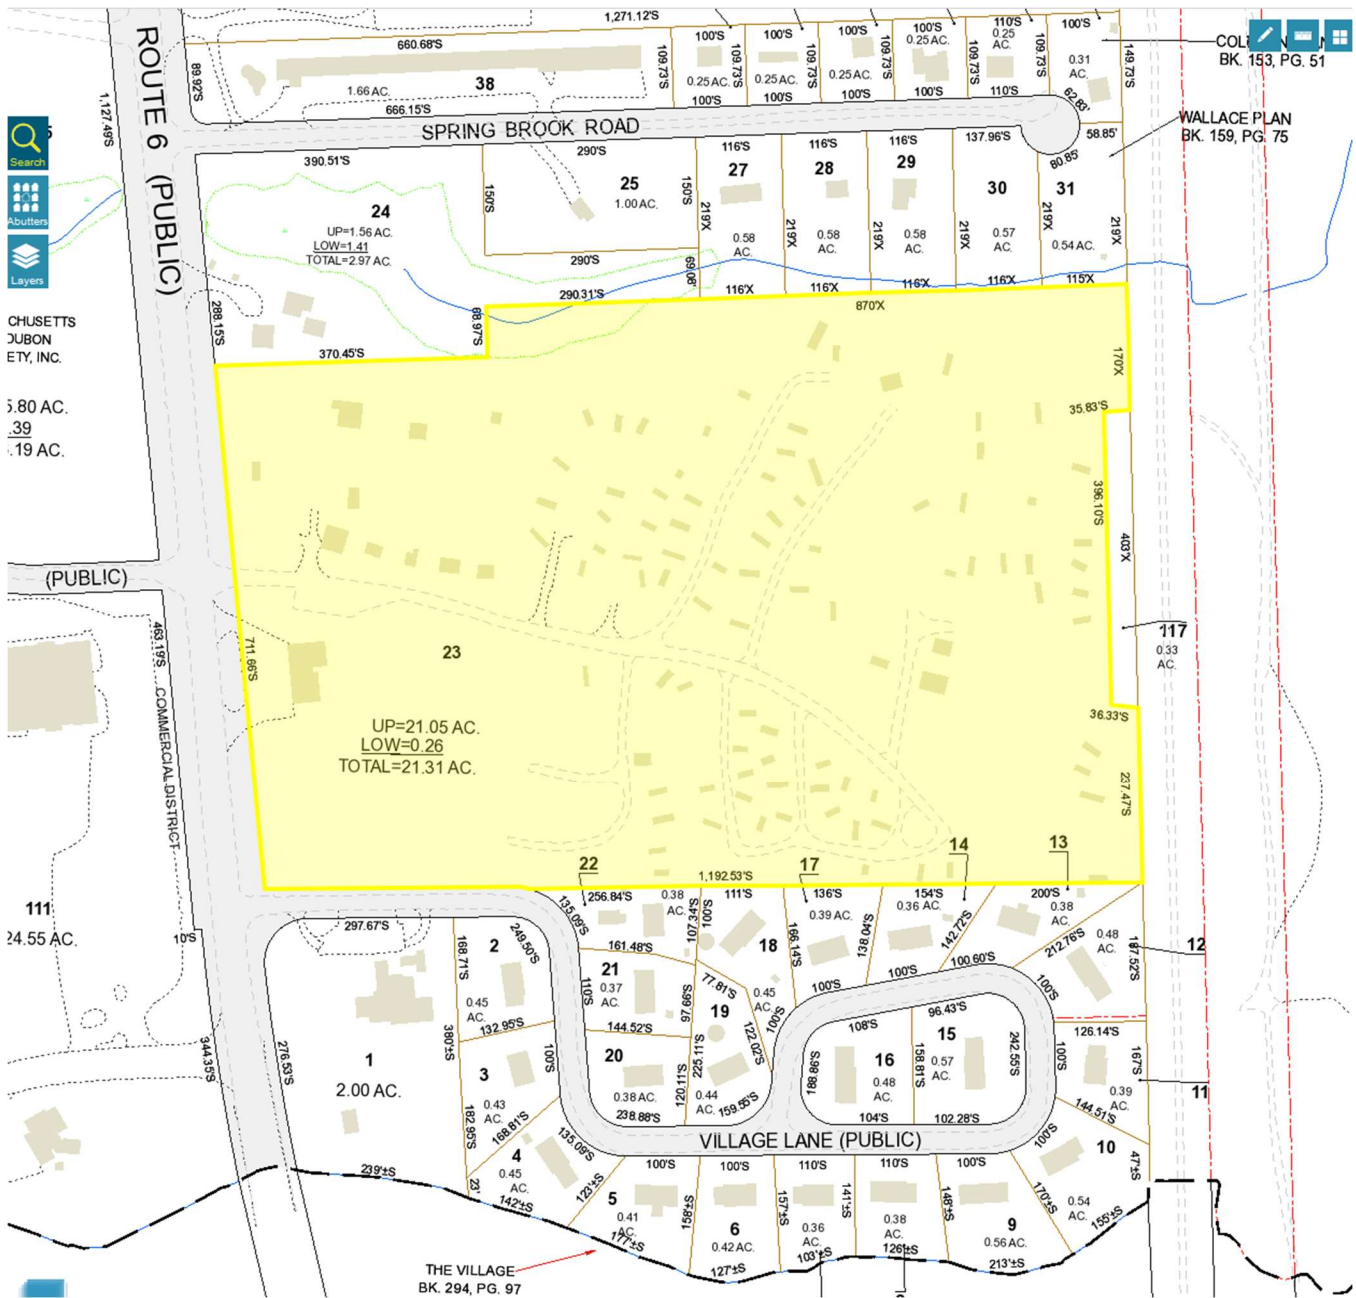 1,271.12'S
660.68'S
89.92'S
1.66 AC.
38
666.15'S
109.73'S
100'S
0.25 AC.
100'S
109.73'S
100'S
0.25 AC.
100'S
109.73'S
100'S
0.25 AC.
100'S
109.73'S
100'S
0.25 AC.
100'S
109.73'S
110'S
0.25
AC.
110'S
109.73'S
100'S
0.31
AC.
62.83'
149.73'S
58.85'
80.85'
BK. 153, PG. 51
WALLACE PLAN
BK. 159, PG. 75
ROUTE 6 (PUBLIC)
1,127.49'S
SPRING BROOK ROAD
Search
Abutters
Layers
390.51'S
24
UP=1.56 AC.
LOW=1.41
TOTAL=2.97 AC.
288.15'S
370.45'S
150'S
290'S
25
1.00 AC.
150'S
290'S
69.08'
290.31'S
68.97'S
116'S
27
219'X
0.58
AC.
116'X
116'S
28
219'X
0.58
AC.
116'X
116'S
29
219'X
0.58
AC.
116'X
137.96'S
30
219'X
0.57
AC.
116'X
31
219'X
0.54 AC.
219'X
115'X
870'X
170'X
35.83'S
396.10'S
403'X
117
0.33
AC.
36.33'S
237.47'S
CHUSETTS
DUBON
ETY, INC.
5.80 AC.
.39
.19 AC.
(PUBLIC)
463.19'S
COMMERCIAL DISTRICT
711.66'S
23
UP=21.05 AC.
LOW=0.26
TOTAL=21.31 AC.
1,192.53'S
111
24.55 AC.
10'S
344.35'S
276.53'S
297.67'S
1
2.00 AC.
380'±S
239'±S
168.71'S
2
249.50'S
0.45
AC.
132.95'S
3
100'S
0.43
AC.
182.95'S
168.81'S
4
0.45
AC.
135.09'S
23'
142'±S
123'±S
22
135.09'S
256.84'S
0.38
AC.
107.34'S
161.48'S
21
0.37
AC.
110'S
97.66'S
144.52'S
20
0.38 AC.
120.11'S
238.88'S
111'S
100'S
18
0.45
AC.
77.81'S
100'S
19
225.11'S
122.02'S
0.44
AC.
159.55'S
17
136'S
0.39 AC.
166.14'S
138.04'S
100'S
14
154'S
0.36 AC.
142.72'S
100'S
13
200'S
0.38
AC.
212.76'S
100.60'S
12
0.48
AC.
187.52'S
100'S
126.14'S
11
167'S
100'S
0.39
AC.
144.51'S
108'S
16
0.48
AC.
188.86'S
158.81'S
104'S
96.43'S
15
0.57
AC.
242.55'S
102.28'S
VILLAGE LANE (PUBLIC)
10
100'S
0.54
AC.
47'±S
170'±S
155'±S
100'S
5
0.41
AC.
177'±S
158'±S
100'S
6
0.42 AC.
127'±S
157'±S
110'S
0.36
AC.
103'±S
141'±S
110'S
0.38
AC.
126'±S
148'±S
100'S
9
0.56 AC.
213'±S
THE VILLAGE
BK. 294, PG. 97